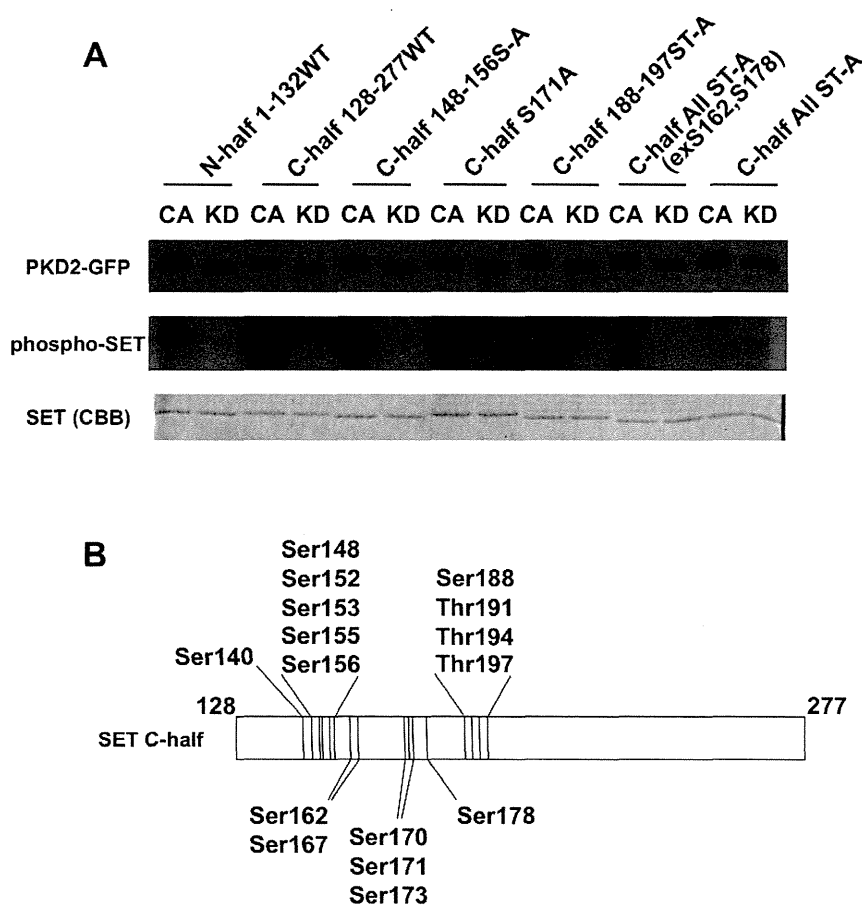 A
N-half 1-132WT
C-half 128-277WT
C-half 148-156S-A
C-half S171A
C-half 188-197ST-A
C-half All ST-A
(exS162,S178)
C-half All ST-A
CA KD CA KD CA KD CA KD CA KD CA KD CA KD
PKD2-GFP
phospho-SET
SET (CBB)
B
Ser148
Ser152
Ser153
Ser155
Ser156
Ser188
Thr191
Thr194
Thr197
Ser140
128
277
SET C-half
Ser162
Ser167
Ser170
Ser171
Ser173
Ser178